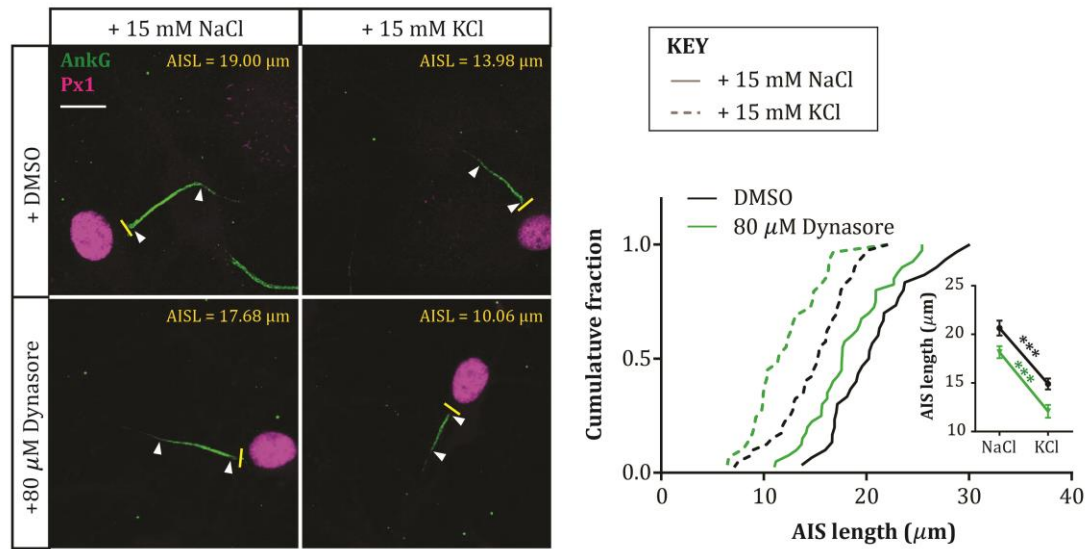 + 15 mM NaCl
+ 15 mM KCl
+ DMSO
AnkG
Px1
AISL = 19.00 μm
AISL = 13.98 μm
+80 μM Dynasore
AISL = 17.68 μm
AISL = 10.06 μm
KEY
+ 15 mM NaCl
+ 15 mM KCl
DMSO
80 μM Dynasore
Cumulatuve fraction
1.0
0.5
0.0
0
10
20
30
40
AIS length (μm)
AIS length (μm)
25
20
15
10
***
***
NaCl
KCl